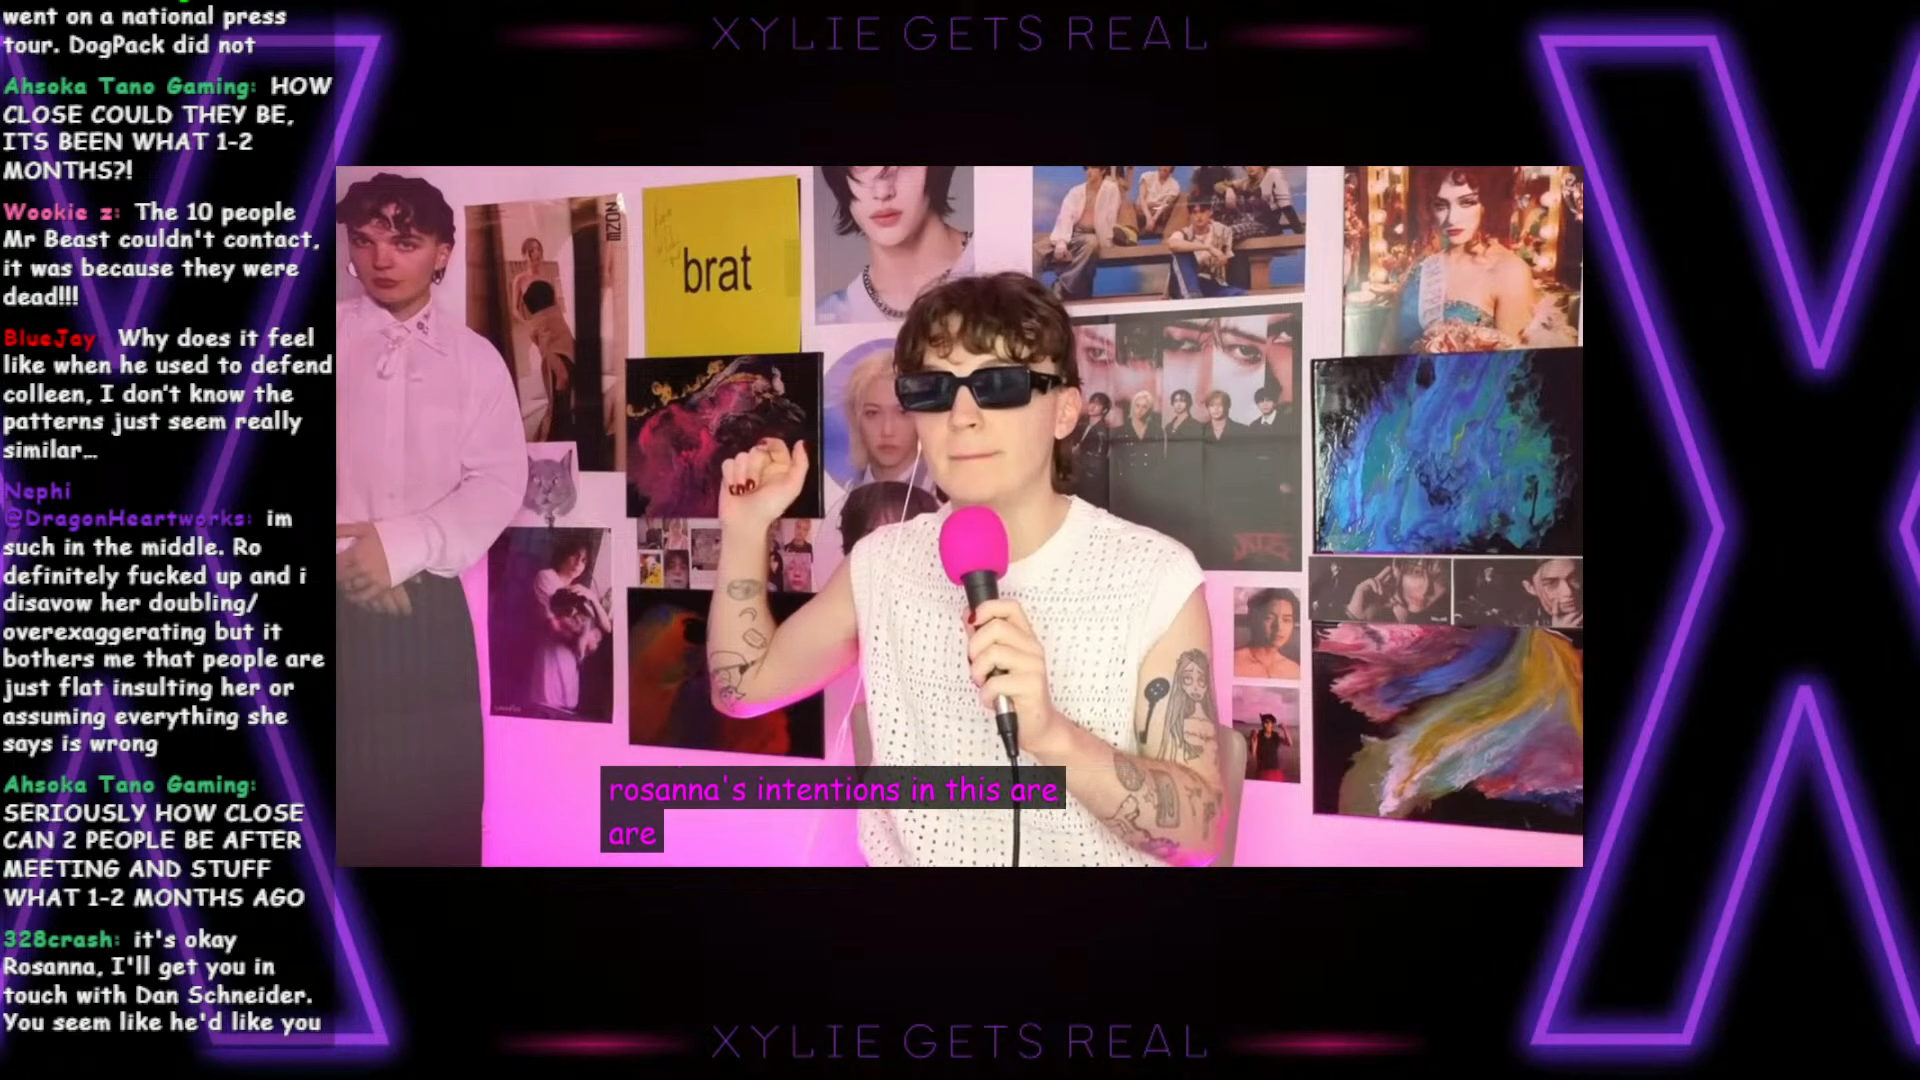 went on a national press
tour. DogPack did not
Ahsoka Tano Gaming: HOW
CLOSE COULD THEY BE,
ITS BEEN WHAT 1-2
MONTHS?!
Wookie z: The 10 people
Mr Beast couldn't contact,
it was because they were
dead!!!
BlueJay: Why does it feel
like when he used to defend
colleen, I don't know the
patterns just seem really
similar...
Nephi
@DragonHeartworks: im
such in the middle. Ro
definitely fucked up and i
disavow her doubling/
overexaggerating but it
bothers me that people are
just flat insulting her or
assuming everything she
says is wrong
Ahsoka Tano Gaming:
SERIOUSLY HOW CLOSE
CAN 2 PEOPLE BE AFTER
MEETING AND STUFF
WHAT 1-2 MONTHS AGO
328crash: it's okay
Rosanna, I'll get you in
touch with Dan Schneider.
You seem like he'd like you
XYLIE GETS REAL
MZON
brat
rosanna's intentions in this are
are
XYLIE GETS REAL